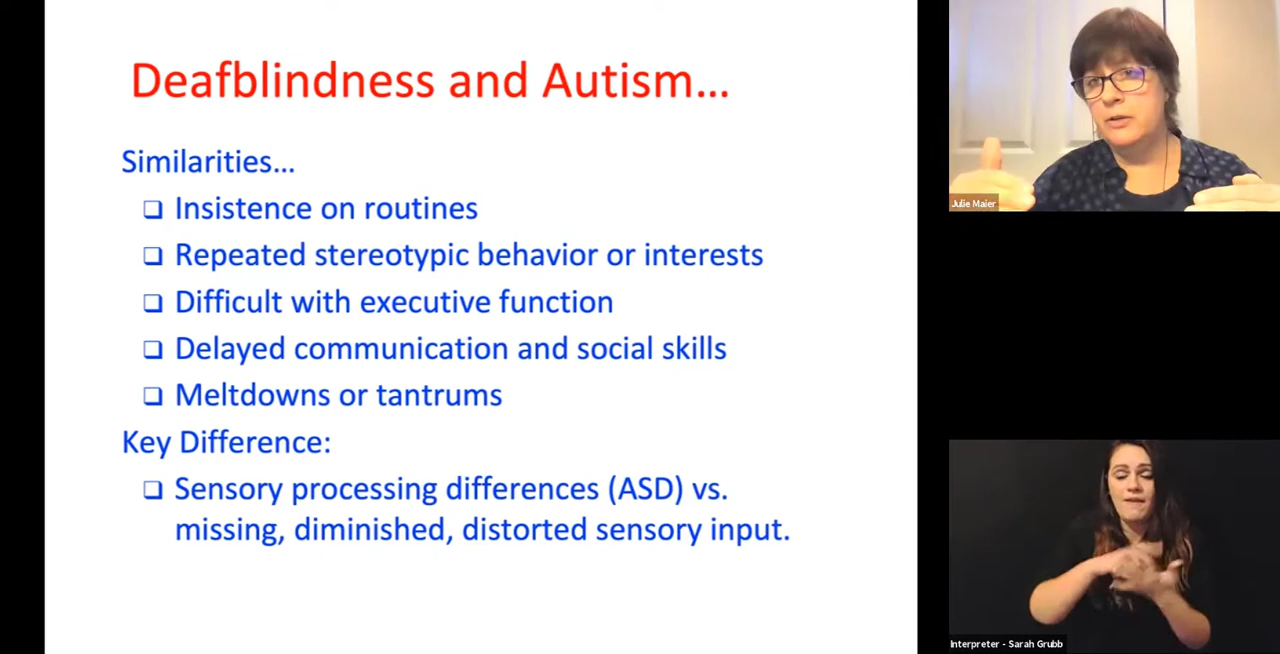 Deafblindness and Autism...
Similarities...
❏ Insistence on routines
❏ Repeated stereotypic behavior or interests
❏ Difficult with executive function
❏ Delayed communication and social skills
❏ Meltdowns or tantrums
Key Difference:
❏ Sensory processing differences (ASD) vs.
missing, diminished, distorted sensory input.
Julie Maier
Interpreter - Sarah Grubb